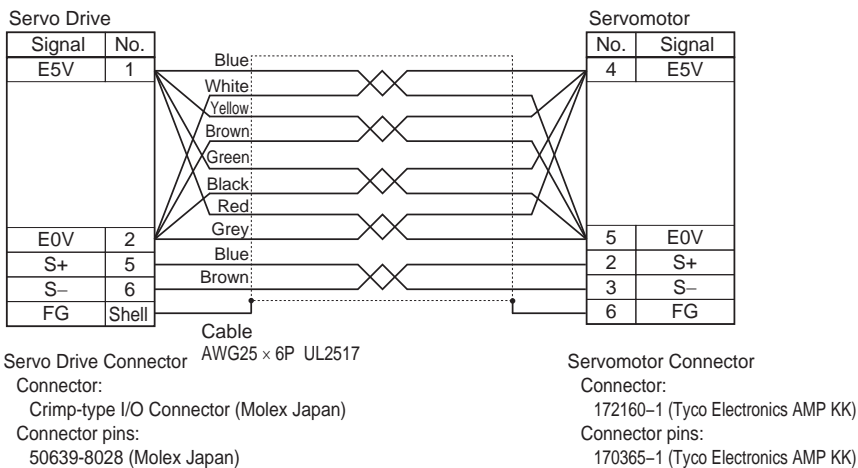 Servo Drive
Servomotor
Signal No.
No. Signal
E5V 1
4 E5V
Blue
White
Yellow
Brown
Green
Black
Red
Grey
E0V 2
5 E0V
Blue
S+ 5
2 S+
Brown
S− 6
3 S−
FG Shell
6 FG
Cable
AWG25 × 6P UL2517
Servo Drive Connector
Connector:
Crimp-type I/O Connector (Molex Japan)
Connector pins:
50639-8028 (Molex Japan)
Servomotor Connector
Connector:
172160−1 (Tyco Electronics AMP KK)
Connector pins:
170365−1 (Tyco Electronics AMP KK)